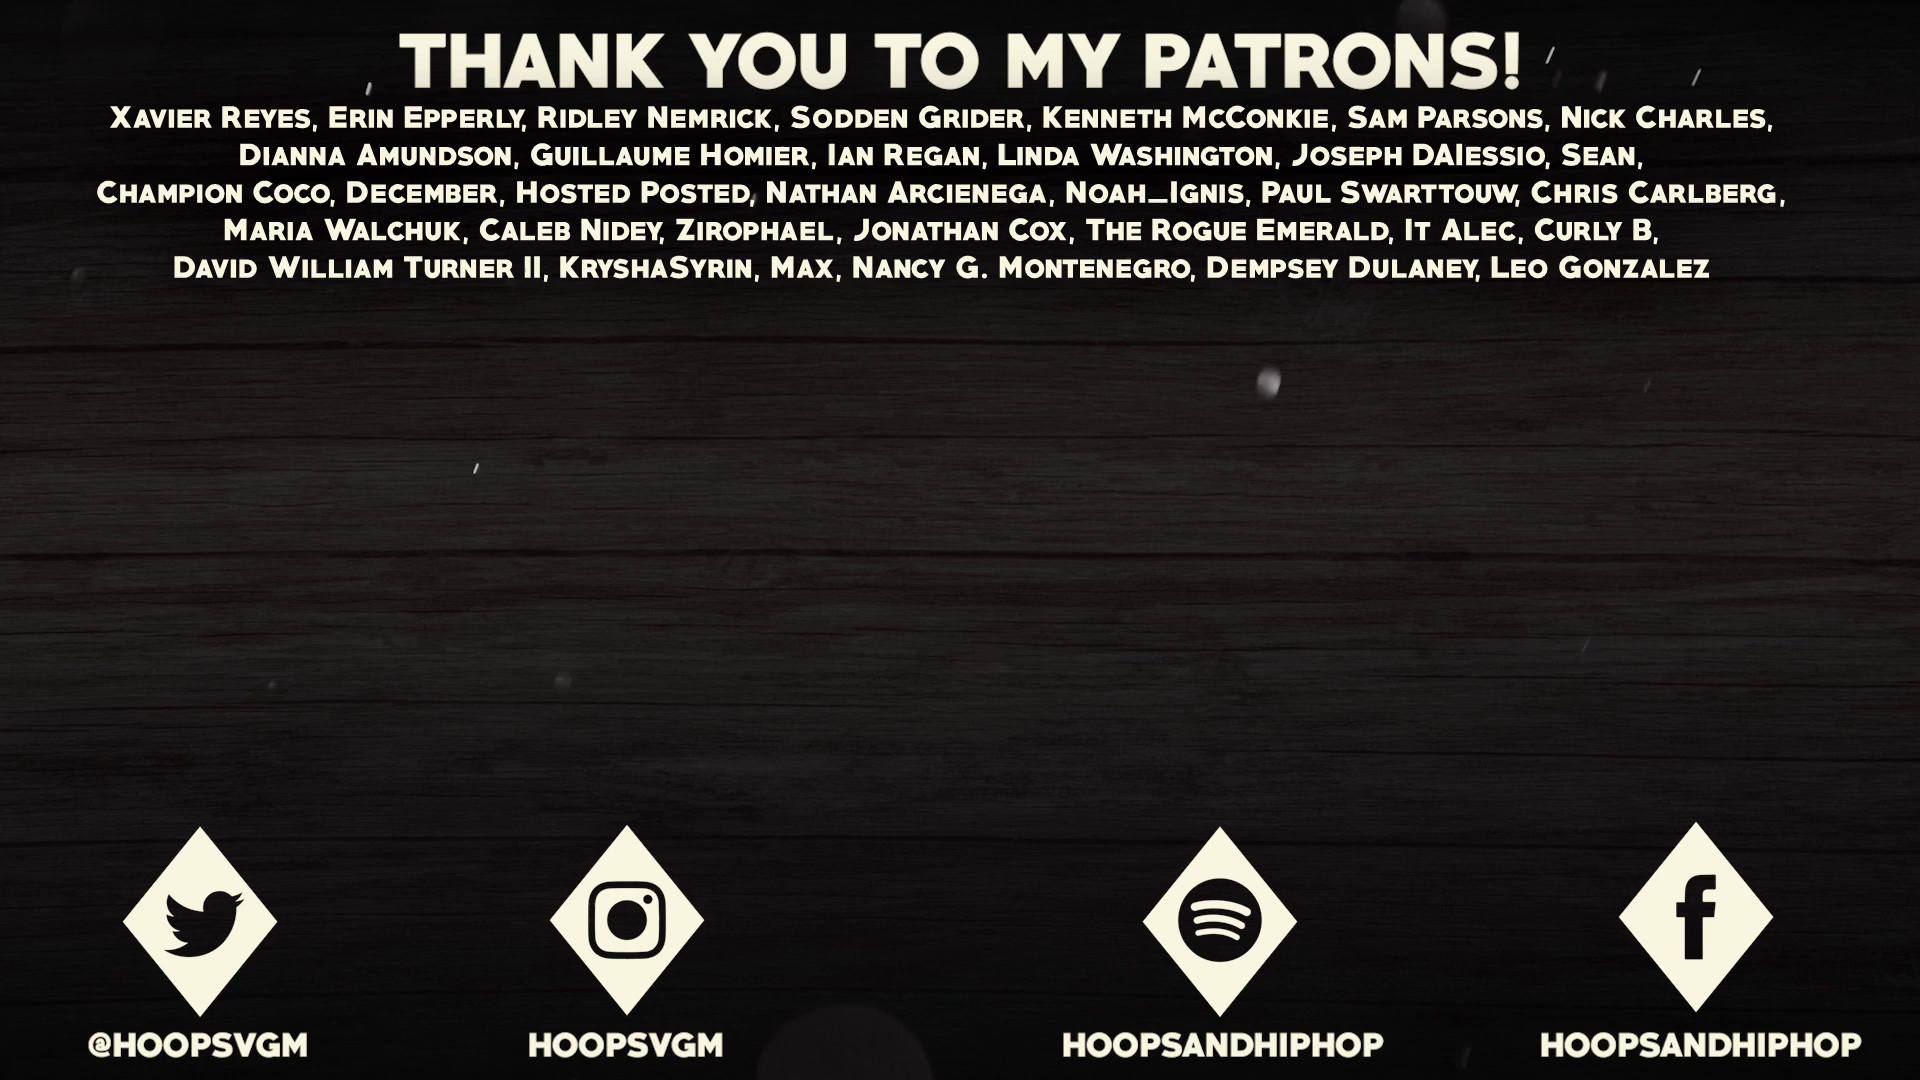 THANK YOU TO MY PATRONS!
Xavier Reyes, Erin Epperly, Ridley Nemrick, Sodden Grider, Kenneth McConkie, Sam Parsons, Nick Charles,
Dianna Amundson, Guillaume Homier, Ian Regan, Linda Washington, Joseph DAlessio, Sean,
Champion Coco, December, Hosted Posted, Nathan Arcienega, Noah_Ignis, Paul Swarttouw, Chris Carlberg,
Maria Walchuk, Caleb Nidey, Zirophael, Jonathan Cox, The Rogue Emerald, It Alec, Curly B,
David William Turner II, KryshaSyrin, Max, Nancy G. Montenegro, Dempsey Dulaney, Leo Gonzalez
@HOOPSVGM
HOOPSVGM
HOOPSANDHIPHOP
HOOPSANDHIPHOP